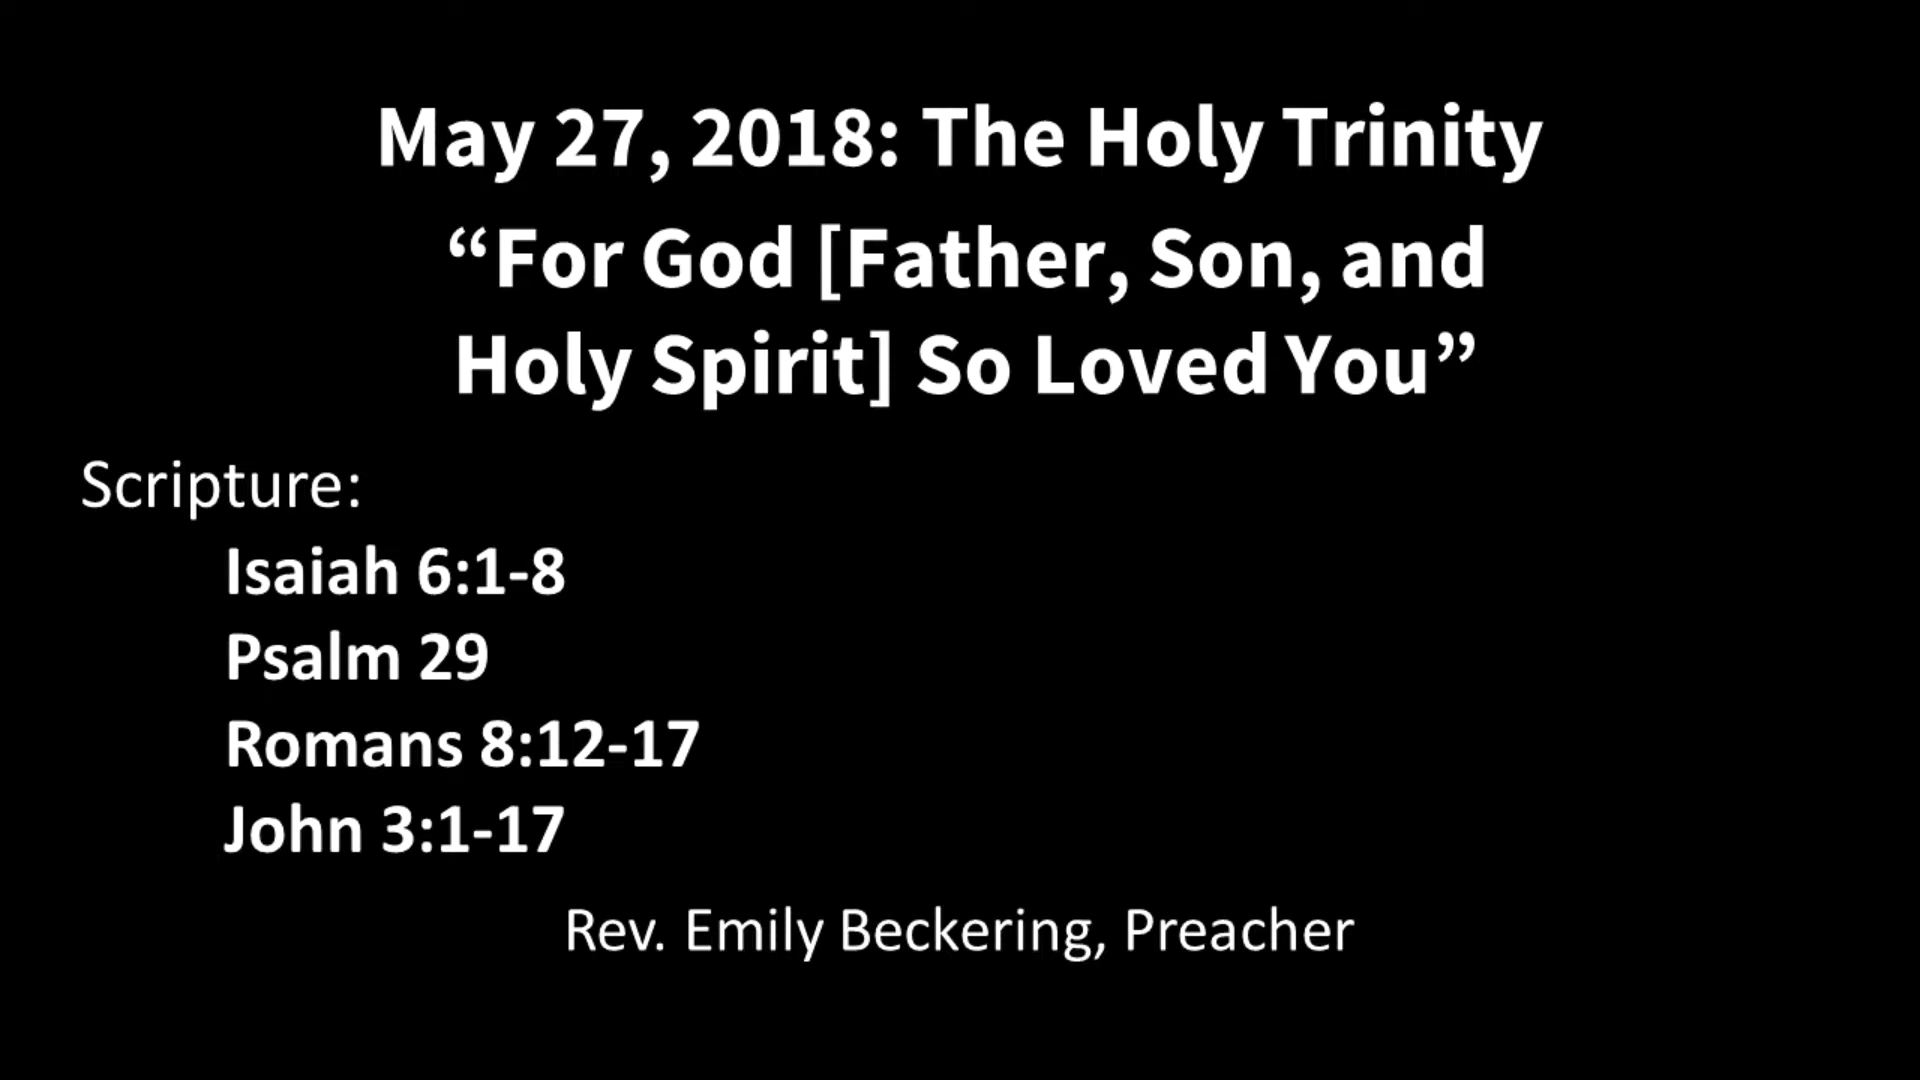 May 27, 2018: The Holy Trinity
“For God [Father, Son, and
Holy Spirit] So Loved You”
Scripture:
Isaiah 6:1-8
Psalm 29
Romans 8:12-17
John 3:1-17
Rev. Emily Beckering, Preacher